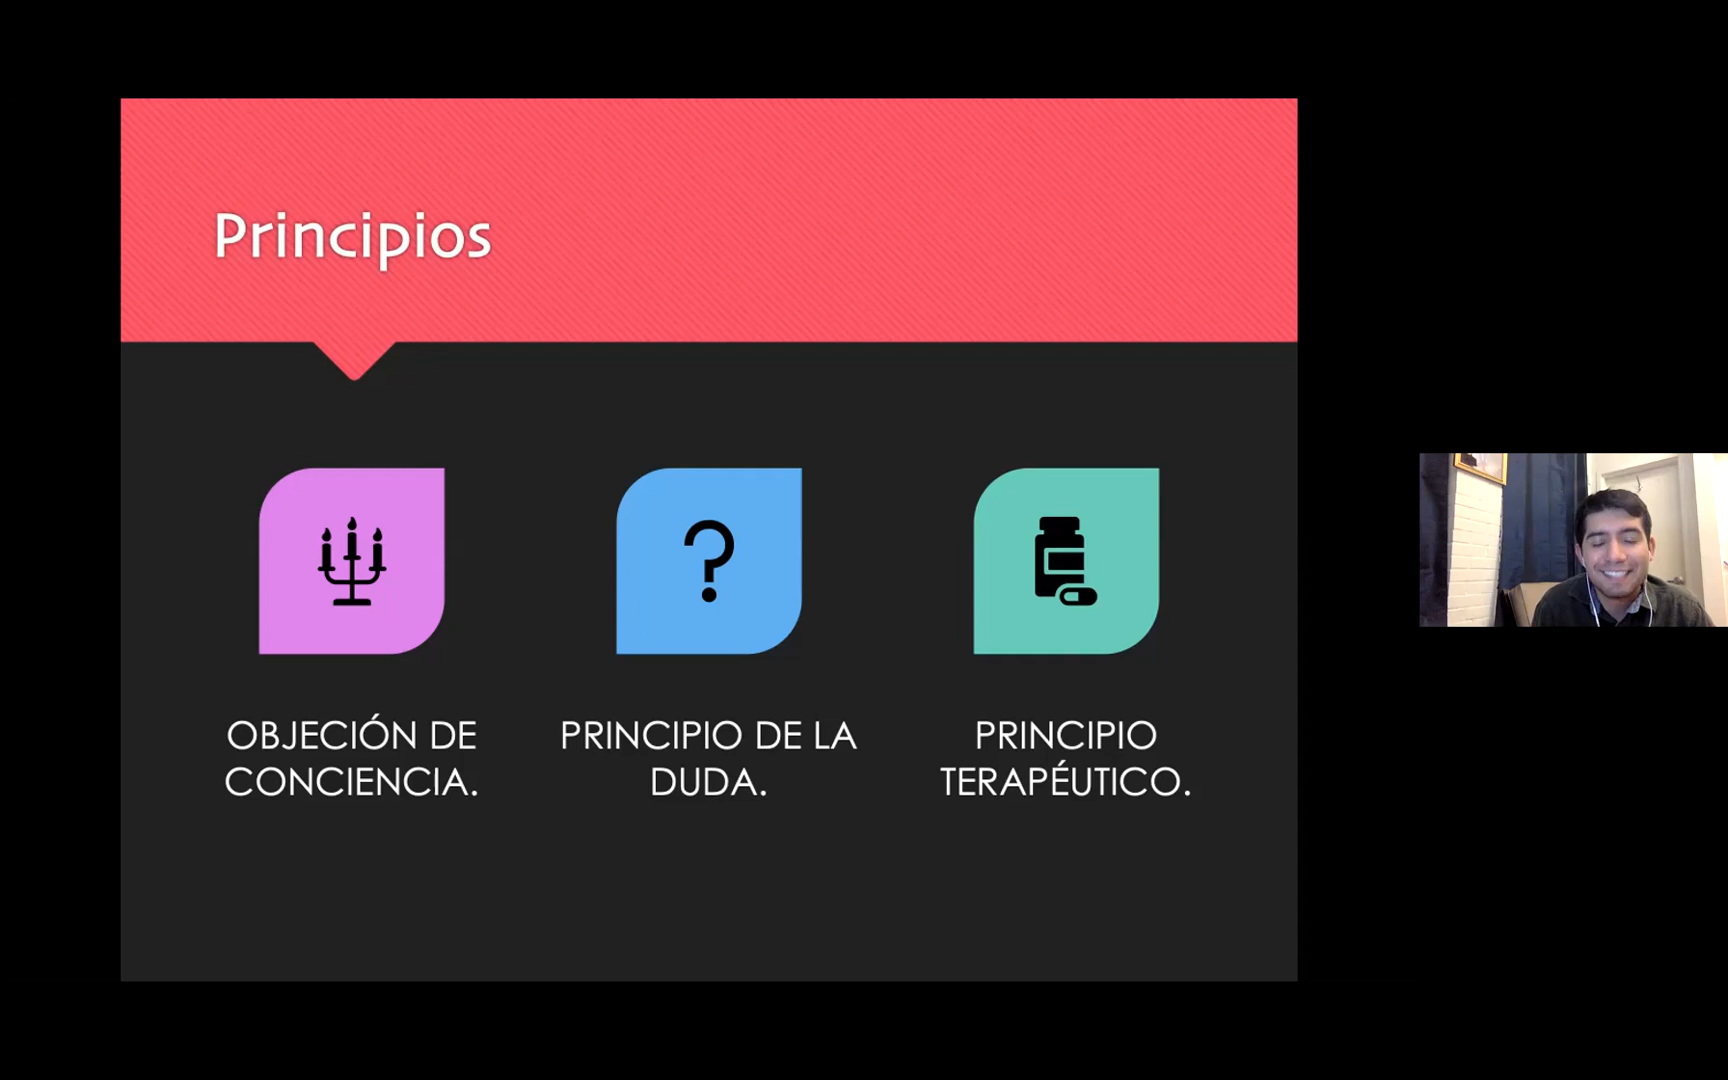 Principios
OBJECIÓN DE
CONCIENCIA.
PRINCIPIO DE LA
DUDA.
PRINCIPIO
TERAPÉUTICO.